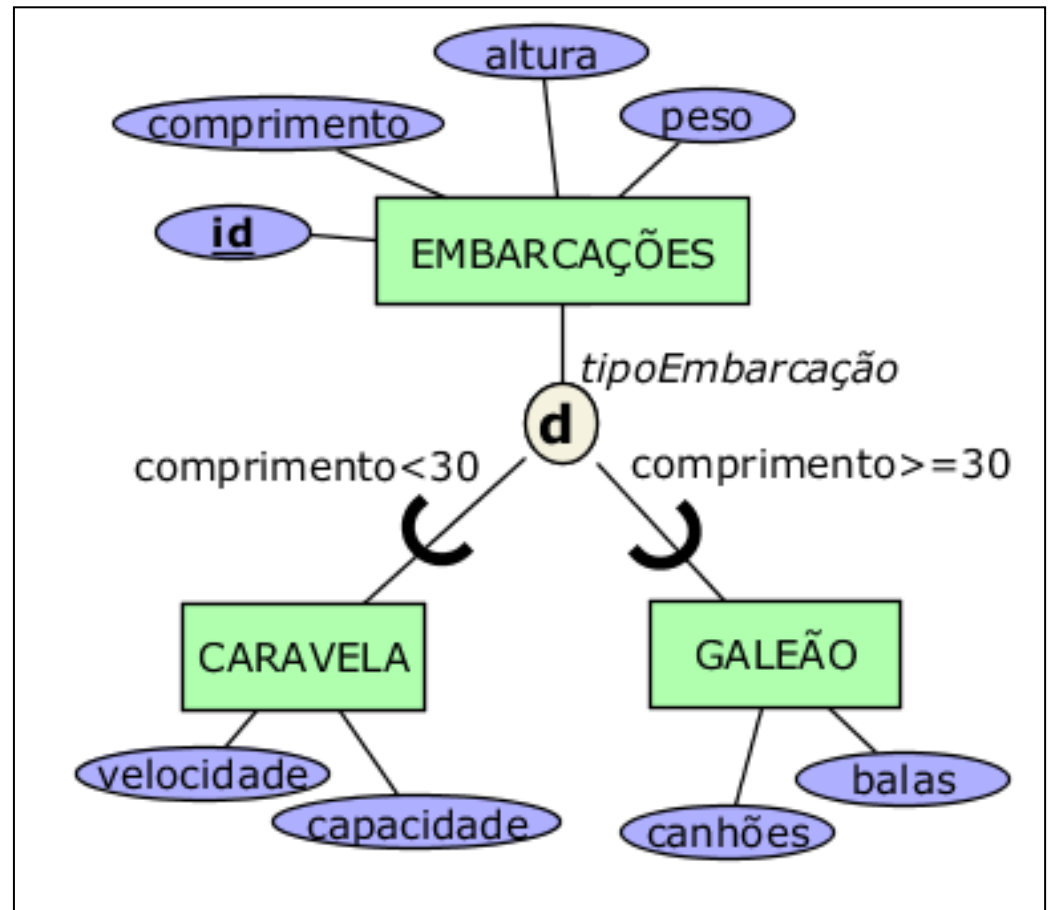 altura
comprimento
peso
id
EMBARCAÇÕES
tipoEmbarcação
d
comprimento<30
comprimento>=30
CARAVELA
GALEÃO
velocidade
balas
capacidade
canhões